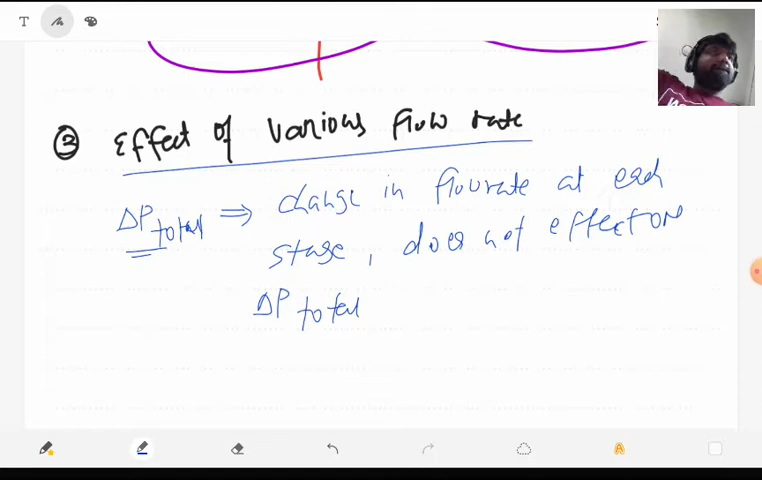 ③ Effect of various flow rate
ΔP total ⇒ change in flowrate at each
stage, does not effect on
ΔP total